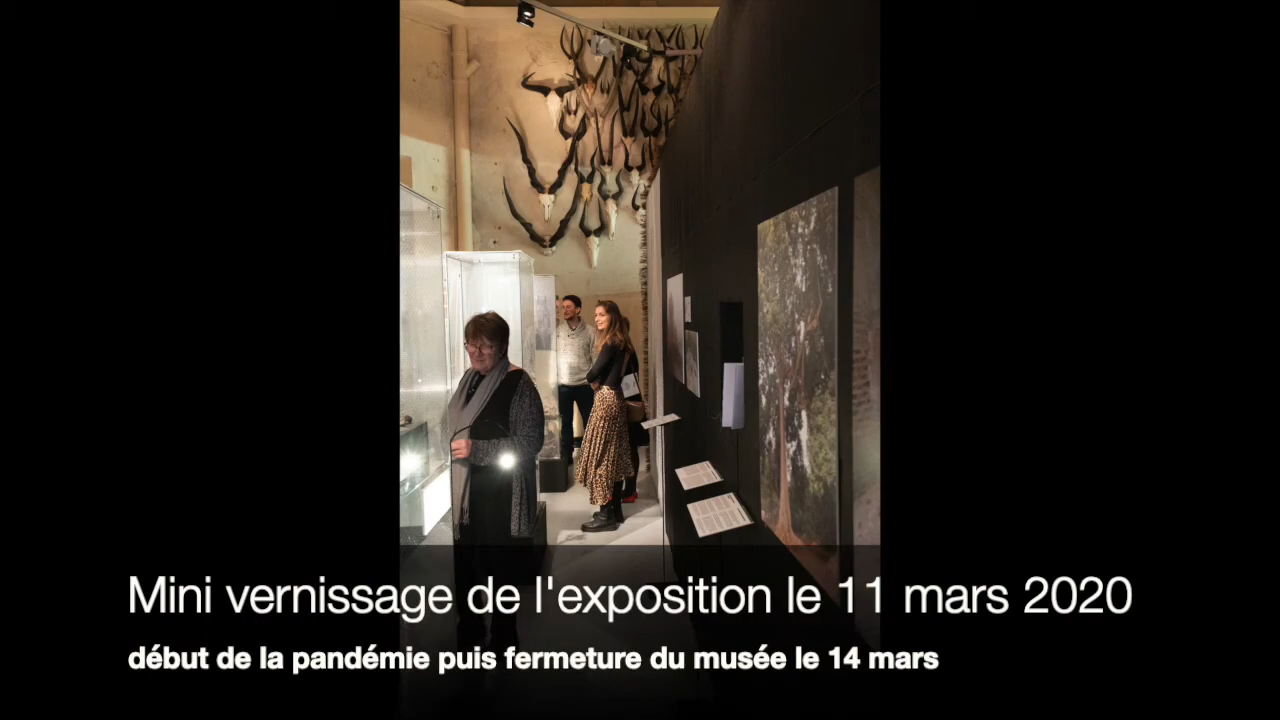 Mini vernissage de l'exposition le 11 mars 2020
début de la pandémie puis fermeture du musée le 14 mars